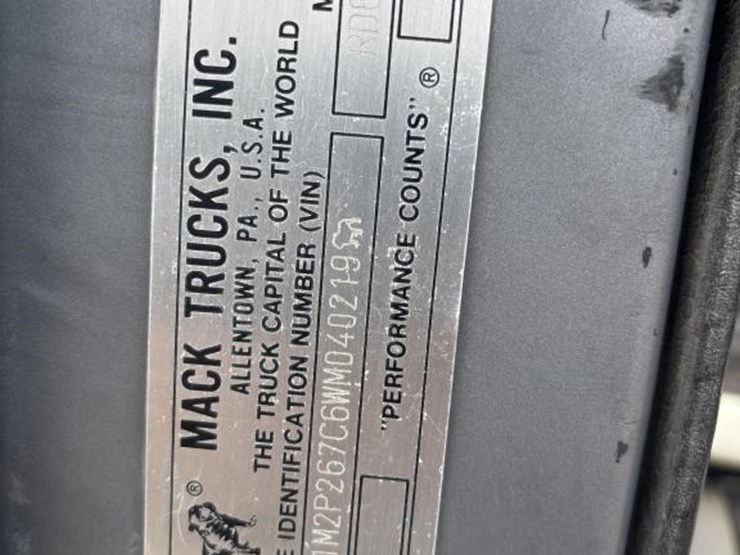 MACK TRUCKS, INC.
ALLENTOWN, PA., U.S.A.
THE TRUCK CAPITAL OF THE WORLD
E IDENTIFICATION NUMBER (VIN)
1M2P267C6WM040219
"PERFORMANCE COUNTS" ®
®